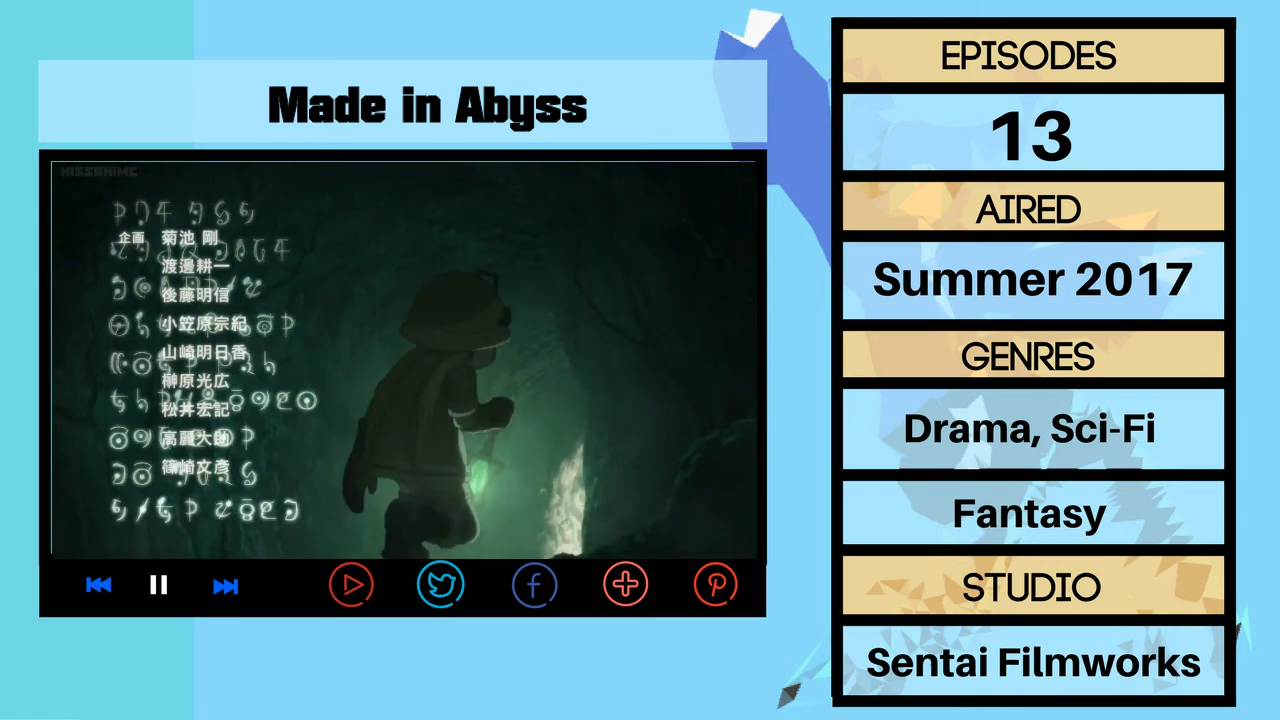 Made in Abyss
HISSANIME
企画 菊池 剛
渡邊耕一
後藤明信
小笠原宗紀
山崎明日香
榊原光広
松井宏記
高麗大助
篠崎文彦
EPISODES
13
AIRED
Summer 2017
GENRES
Drama, Sci-Fi
Fantasy
STUDIO
Sentai Filmworks